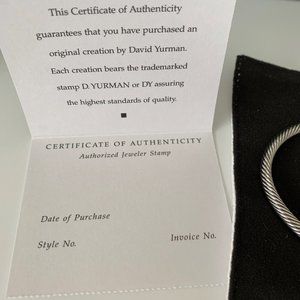 This Certificate of Authenticity
guarantees that you have purchased an
original creation by David Yurman.
Each creation bears the trademarked
stamp D.YURMAN or DY assuring
the highest standards of quality.
CERTIFICATE OF AUTHENTICITY
Authorized Jeweler Stamp
Date of Purchase
Style No. Invoice No.